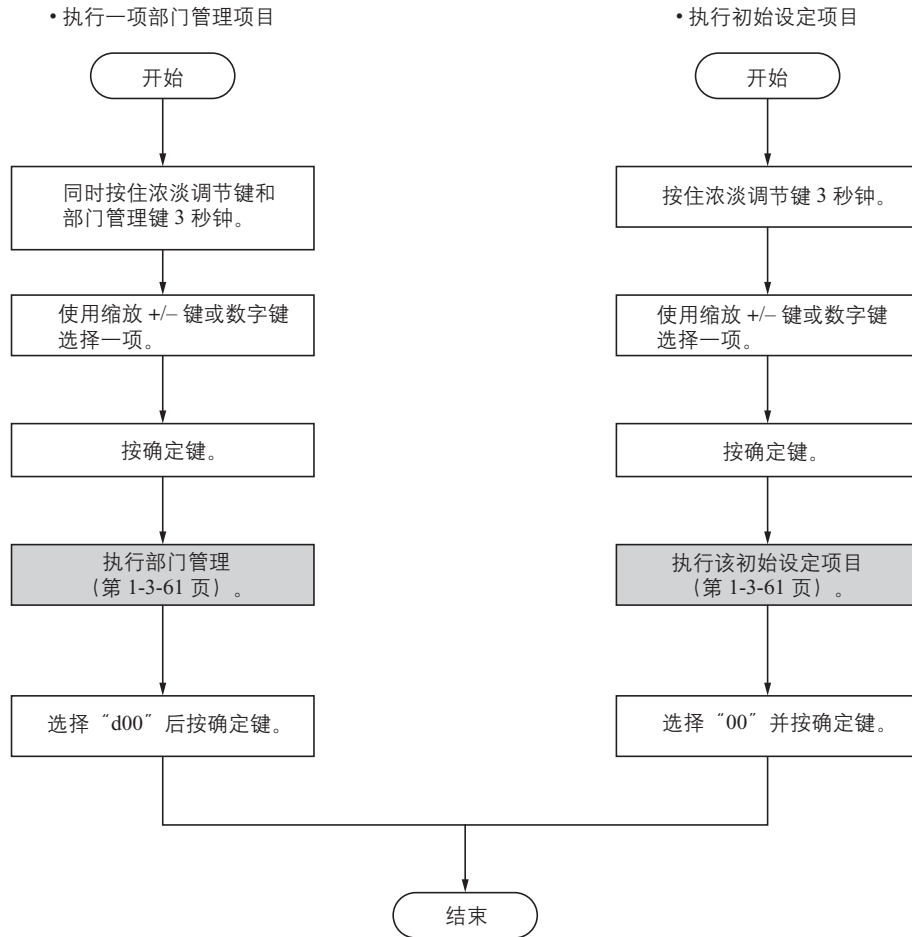 • 执行一项部门管理项目
开始
同时按住浓淡调节键和
部门管理键 3 秒钟。
使用缩放 +/– 键或数字键
选择一项。
按确定键。
执行部门管理
（第 1-3-61 页）。
选择“d00”后按确定键。
• 执行初始设定项目
开始
按住浓淡调节键 3 秒钟。
使用缩放 +/– 键或数字键
选择一项。
按确定键。
执行该初始设定项目
（第 1-3-61 页）。
选择“00”并按确定键。
结束